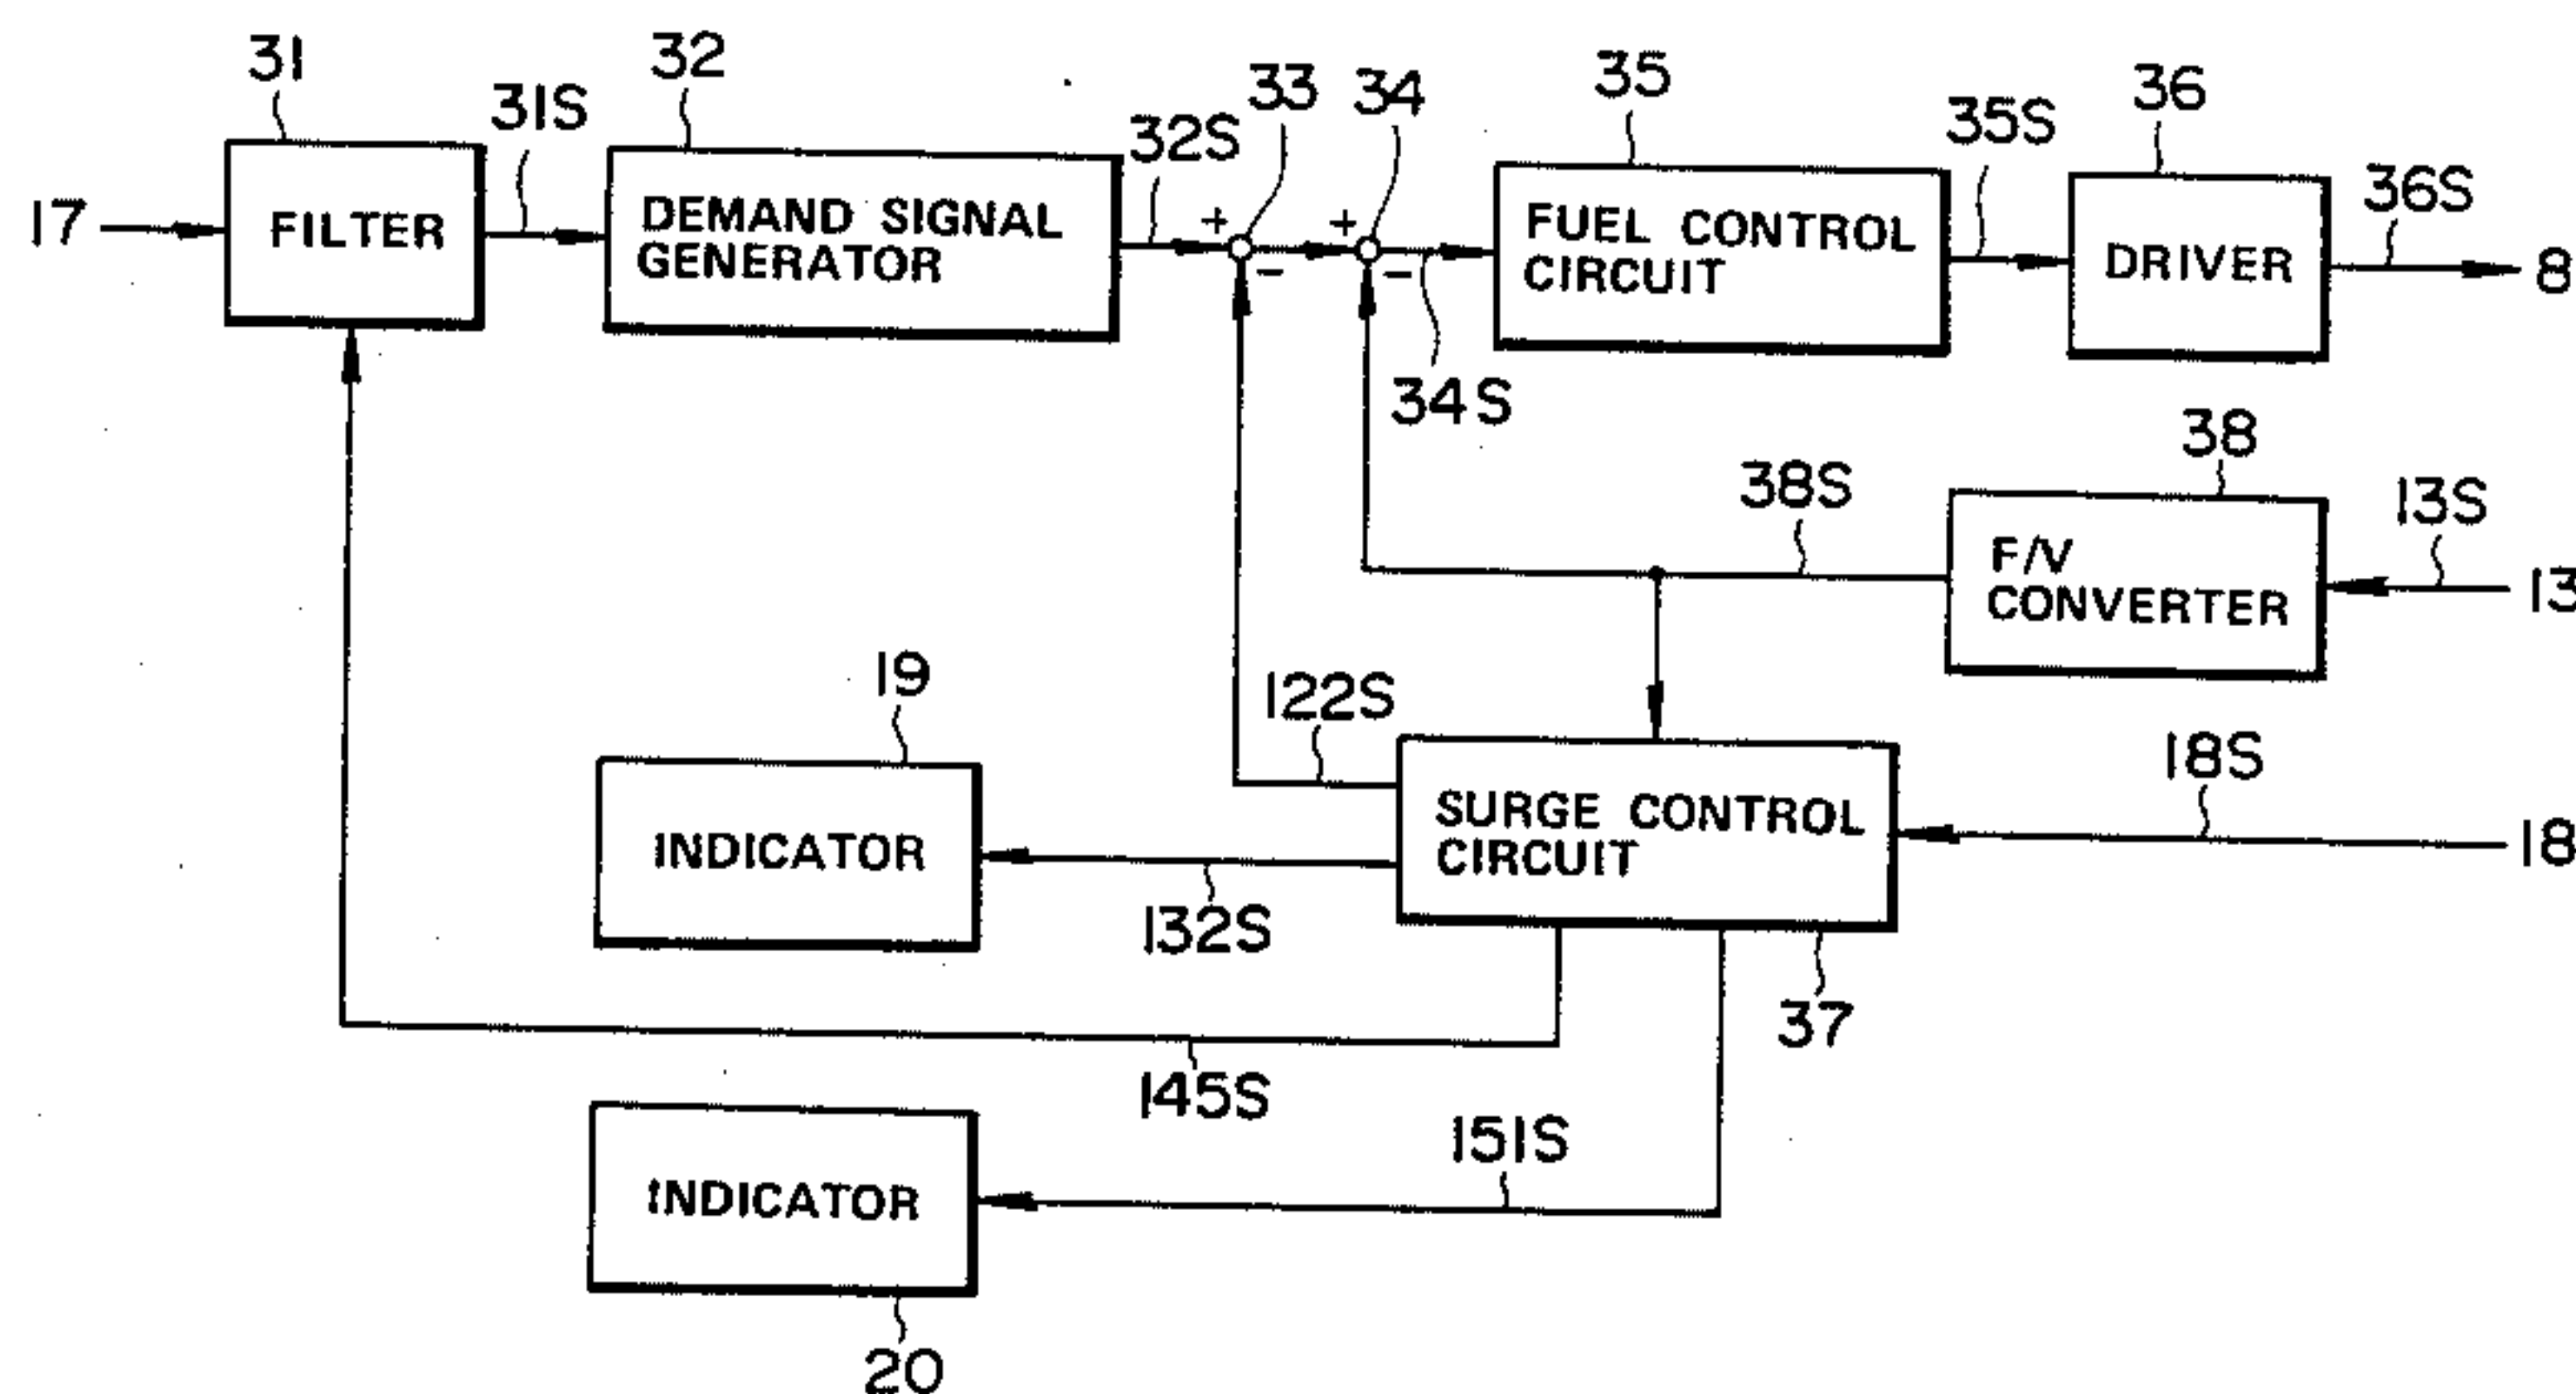 31
32
33
34
35
36
31S
32S
35S
36S
17
FILTER
DEMAND SIGNAL
GENERATOR
+
-
+
-
FUEL CONTROL
CIRCUIT
DRIVER
8
34S
38
38S
13S
F/V
CONVERTER
13
19
122S
18S
INDICATOR
SURGE CONTROL
CIRCUIT
18
132S
37
145S
151S
INDICATOR
20